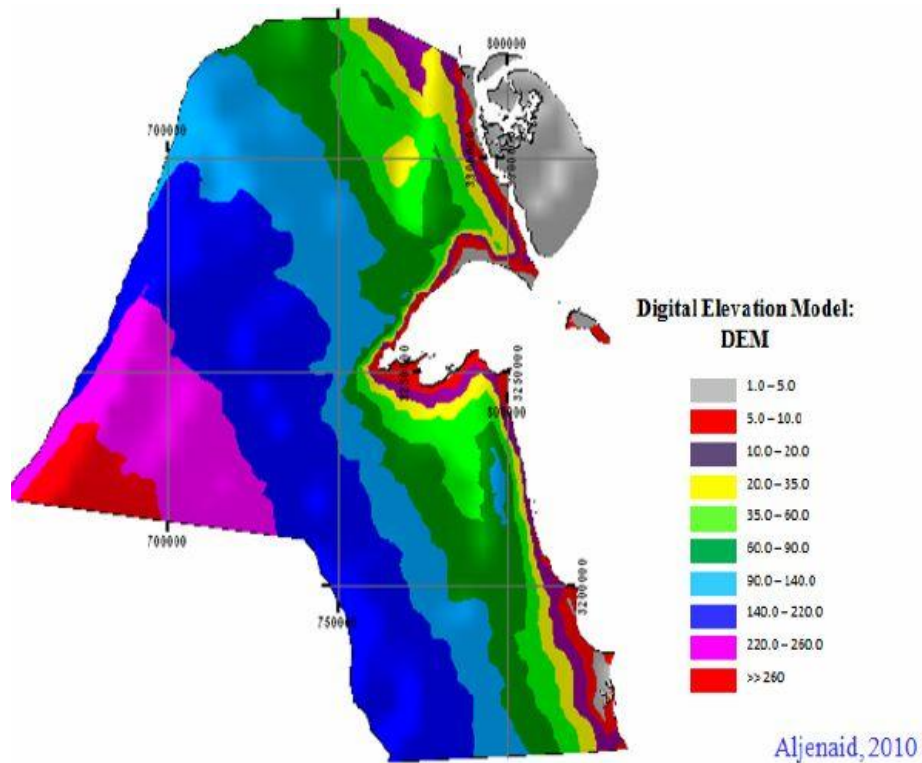 800000
700000
Digital Elevation Model:
DEM
1.0 – 5.0
5.0 – 10.0
10.0 – 20.0
20.0 – 35.0
35.0 – 60.0
60.0 – 90.0
90.0 – 140.0
140.0 – 220.0
220.0 – 260.0
>> 260
3250000
3200000
700000
750000
Aljenaid, 2010